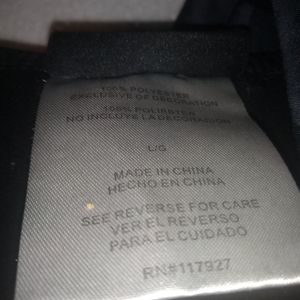 100% POLYESTER
EXCLUSIVE OF DECORATION
100% POLIESTER
NO INCLUYE LA DECORACION
L/G
MADE IN CHINA
HECHO EN CHINA
SEE REVERSE FOR CARE
VER EL REVERSO
PARA EL CUIDADO
RN#117927